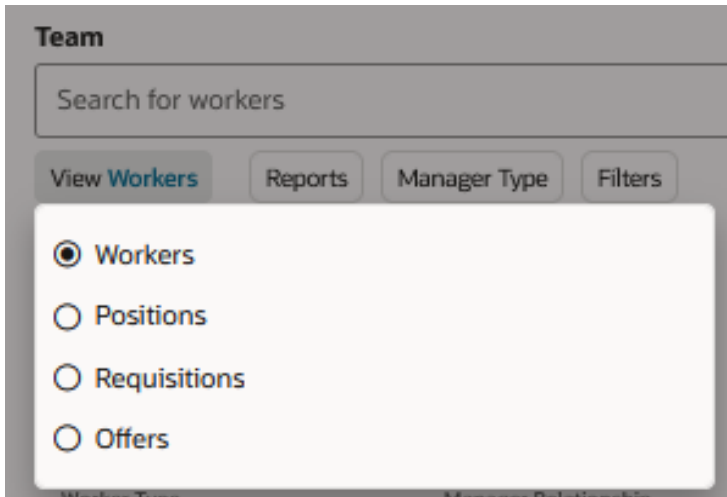 Team
Search for workers
View Workers Reports Manager Type Filters
Workers
Positions
Requisitions
Offers